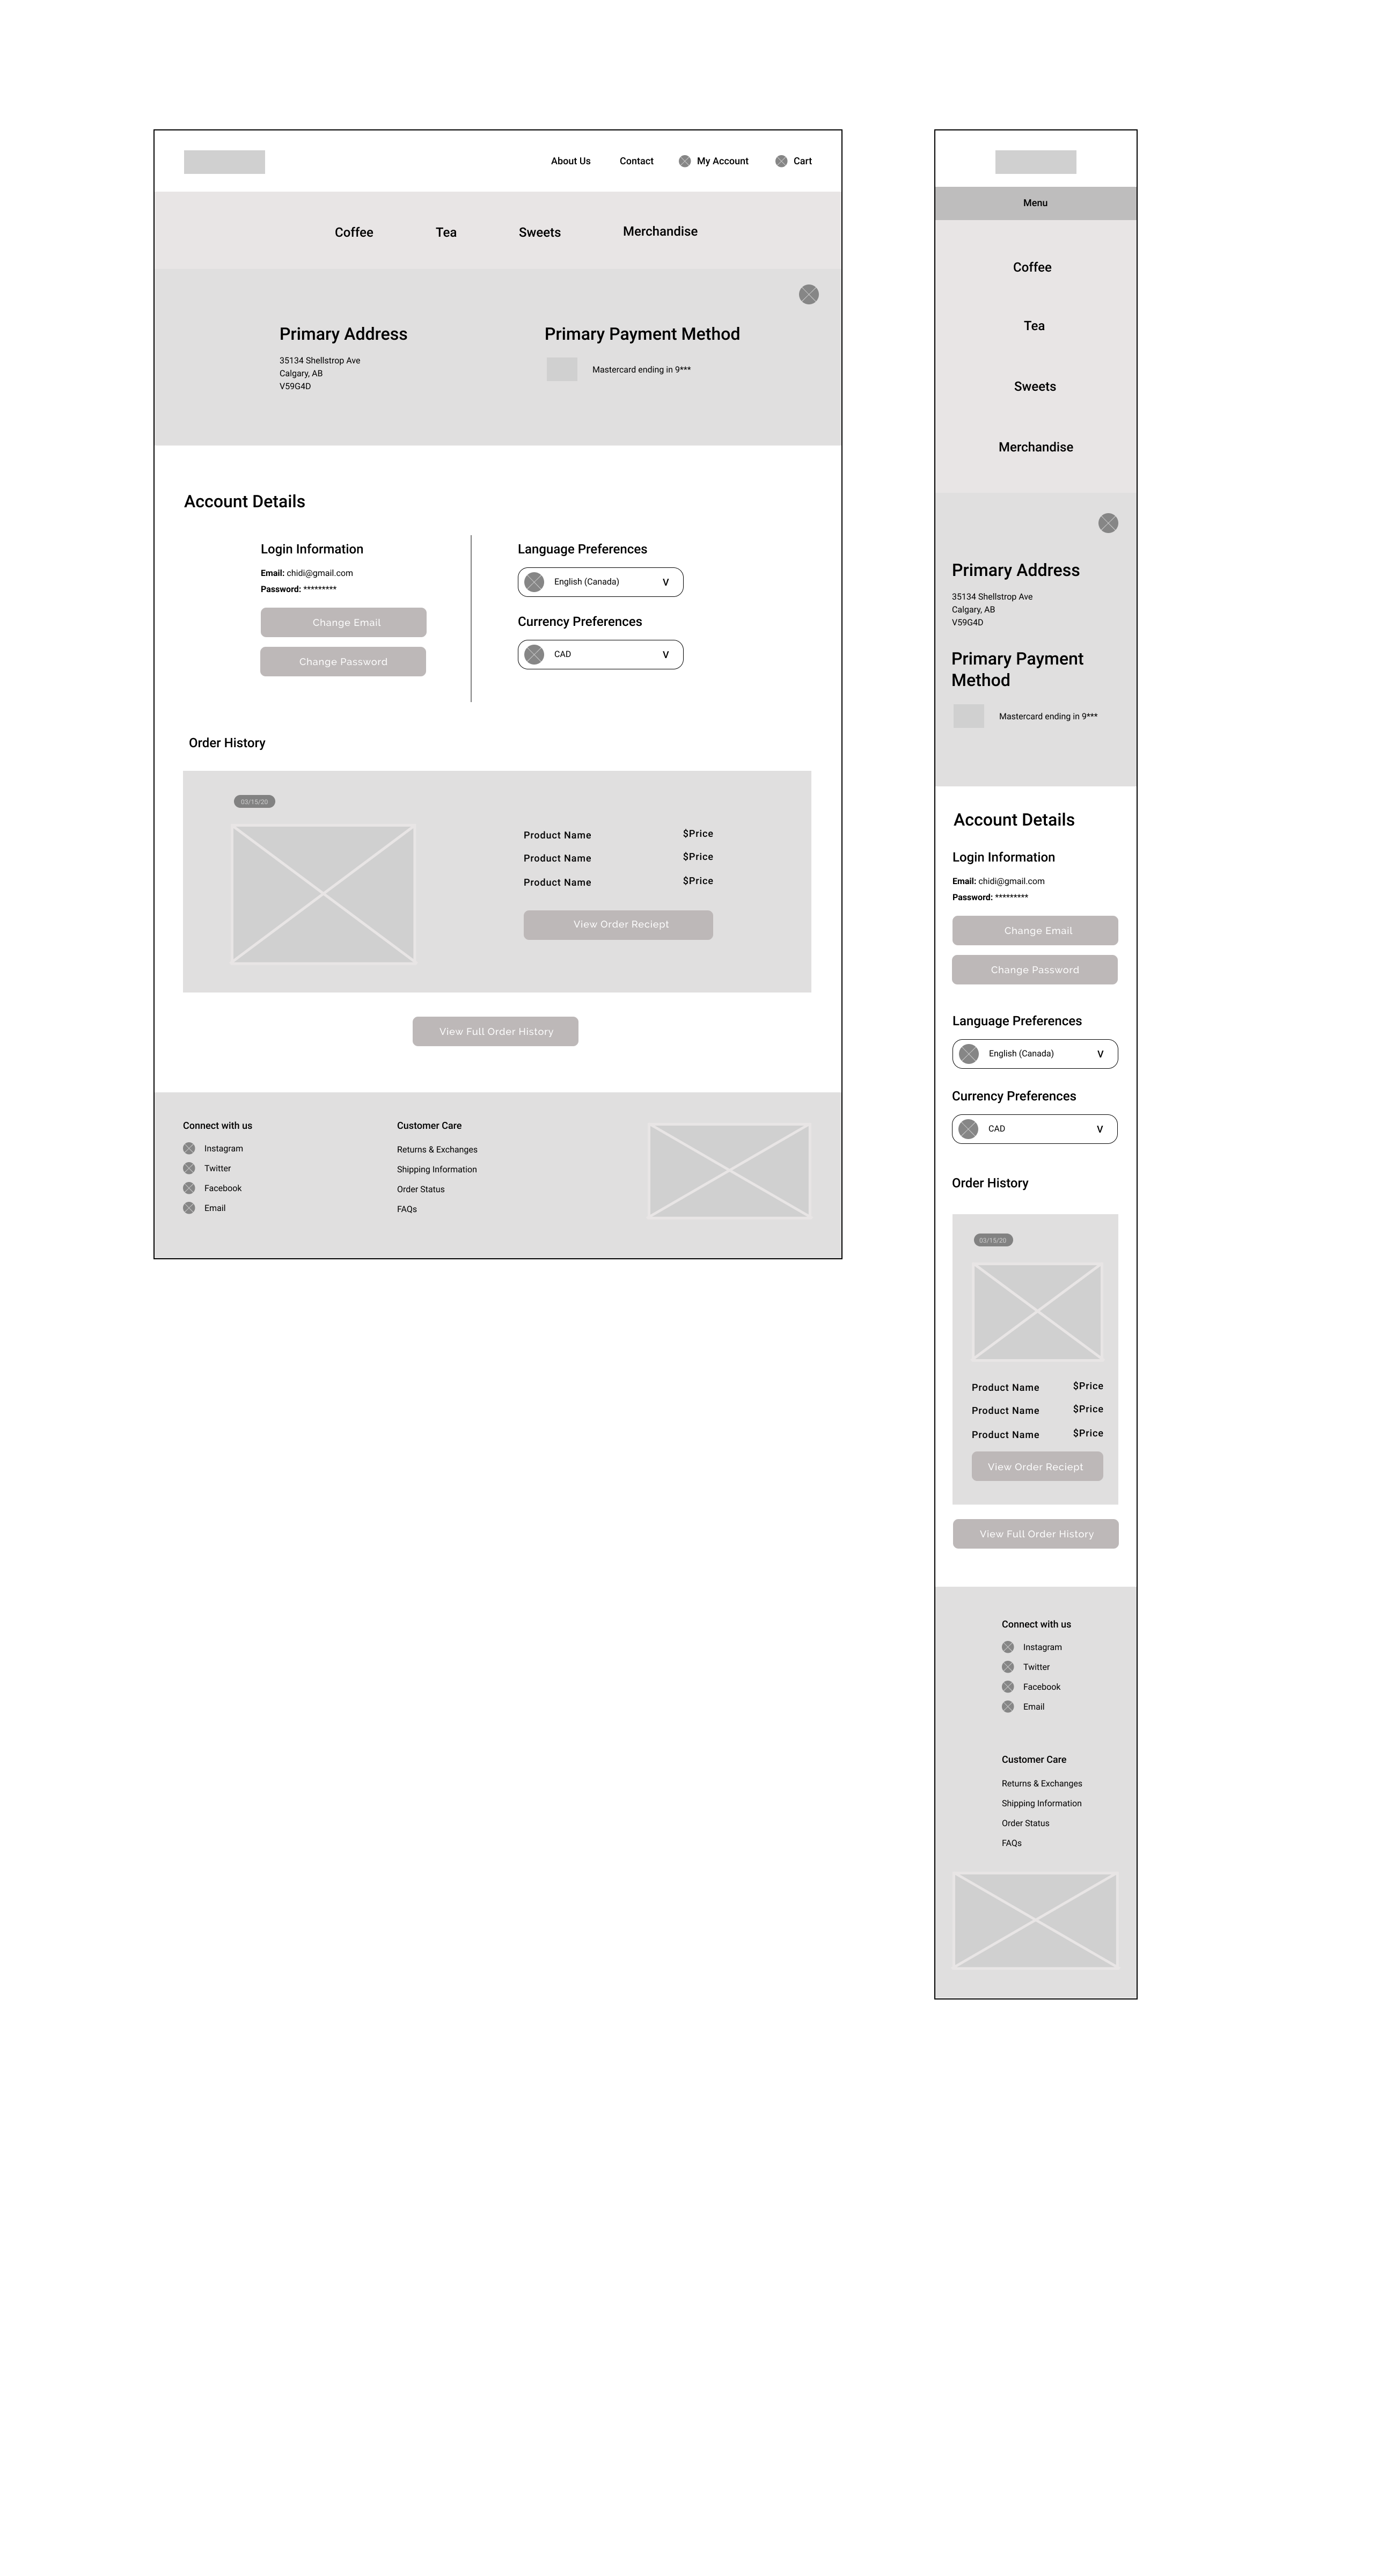 About Us Contact My Account Cart
Coffee Tea Sweets Merchandise
Primary Address
35134 Shellstrop Ave
Calgary, AB
V59G4D
Primary Payment Method
Mastercard ending in 9***
Account Details
Login Information
Email: chidi@gmail.com
Password: *********
Change Email
Change Password
Language Preferences
English (Canada) V
Currency Preferences
CAD V
Order History
03/15/20
Product Name $Price
Product Name $Price
Product Name $Price
View Order Reciept
View Full Order History
Connect with us
Instagram
Twitter
Facebook
Email
Customer Care
Returns & Exchanges
Shipping Information
Order Status
FAQs
Menu
Coffee
Tea
Sweets
Merchandise
Primary Address
35134 Shellstrop Ave
Calgary, AB
V59G4D
Primary Payment
Method
Mastercard ending in 9***
Account Details
Login Information
Email: chidi@gmail.com
Password: *********
Change Email
Change Password
Language Preferences
English (Canada) V
Currency Preferences
CAD V
Order History
03/15/20
Product Name $Price
Product Name $Price
Product Name $Price
View Order Reciept
View Full Order History
Connect with us
Instagram
Twitter
Facebook
Email
Customer Care
Returns & Exchanges
Shipping Information
Order Status
FAQs